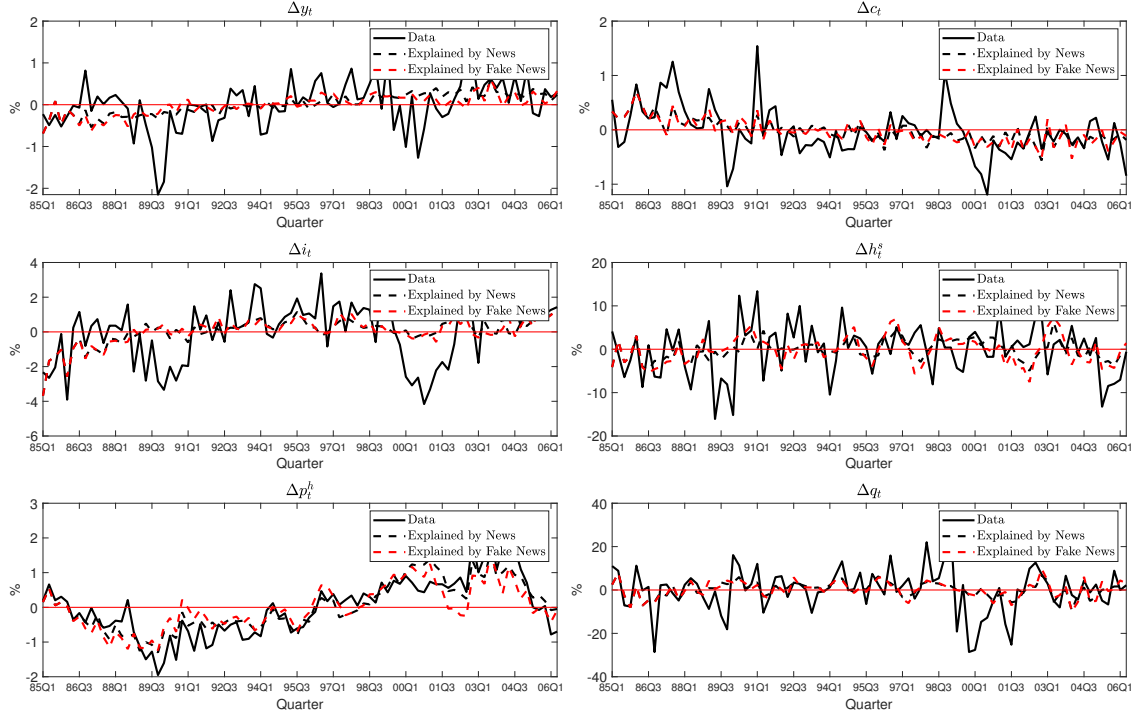 Δy_t
2
1
0
-1
-2
%
Data
Explained by News
Explained by Fake News
85Q1 86Q3 88Q1 89Q3 91Q1 92Q3 94Q1 95Q3 97Q1 98Q3 00Q1 01Q3 03Q1 04Q3 06Q1
Quarter
Δc_t
2
1
0
-1
%
Data
Explained by News
Explained by Fake News
85Q1 86Q3 88Q1 89Q3 91Q1 92Q3 94Q1 95Q3 97Q1 98Q3 00Q1 01Q3 03Q1 04Q3 06Q1
Quarter
Δi_t
4
2
0
-2
-4
-6
%
Data
Explained by News
Explained by Fake News
85Q1 86Q3 88Q1 89Q3 91Q1 92Q3 94Q1 95Q3 97Q1 98Q3 00Q1 01Q3 03Q1 04Q3 06Q1
Quarter
Δh_t^s
20
10
0
-10
-20
%
Data
Explained by News
Explained by Fake News
85Q1 86Q3 88Q1 89Q3 91Q1 92Q3 94Q1 95Q3 97Q1 98Q3 00Q1 01Q3 03Q1 04Q3 06Q1
Quarter
Δp_t^h
3
2
1
0
-1
-2
%
Data
Explained by News
Explained by Fake News
85Q1 86Q3 88Q1 89Q3 91Q1 92Q3 94Q1 95Q3 97Q1 98Q3 00Q1 01Q3 03Q1 04Q3 06Q1
Quarter
Δq_t
40
20
0
-20
-40
%
Data
Explained by News
Explained by Fake News
85Q1 86Q3 88Q1 89Q3 91Q1 92Q3 94Q1 95Q3 97Q1 98Q3 00Q1 01Q3 03Q1 04Q3 06Q1
Quarter